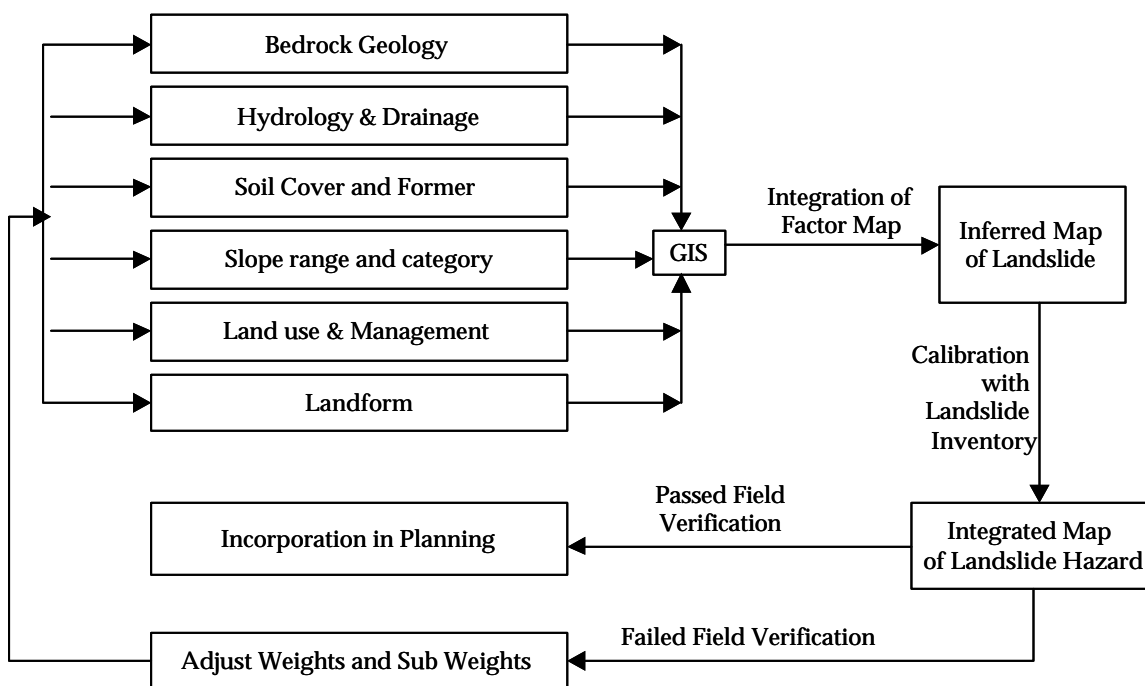 Bedrock Geology
Hydrology & Drainage
Soil Cover and Former
Slope range and category
Land use & Management
Landform
GIS
Integration of
Factor Map
Inferred Map
of Landslide
Calibration
with
Landslide
Inventory
Integrated Map
of Landslide Hazard
Passed Field
Verification
Incorporation in Planning
Failed Field Verification
Adjust Weights and Sub Weights